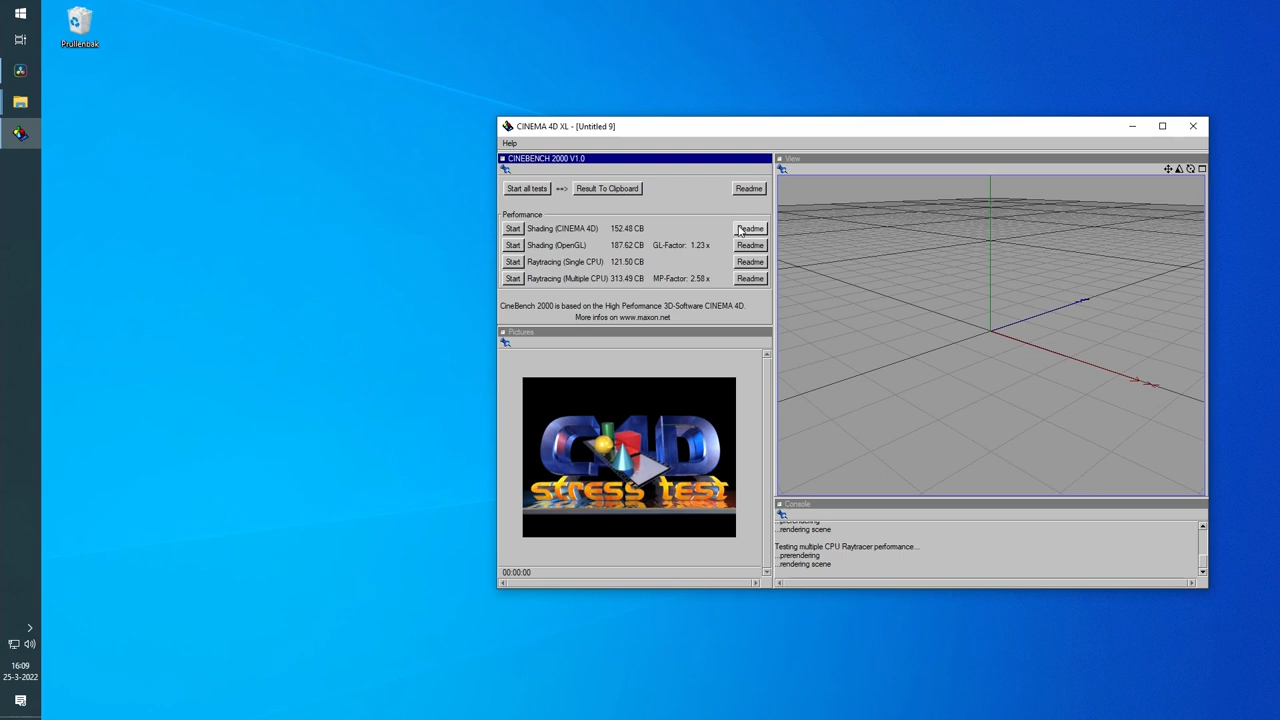 Prullenbak
CINEMA 4D XL - [Untitled 9]
Help
CINEBENCH 2000 V1.0
Start all tests ==> Result To Clipboard Readme
Performance
Start Shading (CINEMA 4D) 152.48 CB Readme
Start Shading (OpenGL) 187.62 CB GL-Factor: 1.23 x Readme
Start Raytracing (Single CPU) 121.50 CB Readme
Start Raytracing (Multiple CPU) 313.49 CB MP-Factor: 2.58 x Readme
CineBench 2000 is based on the High Performance 3D-Software CINEMA 4D.
More infos on www.maxon.net
Pictures
C4D
stress test
00:00:00
View
Console
...prerendering
...rendering scene
Testing multiple CPU Raytracer performance...
...prerendering
...rendering scene
16:09
25-3-2022